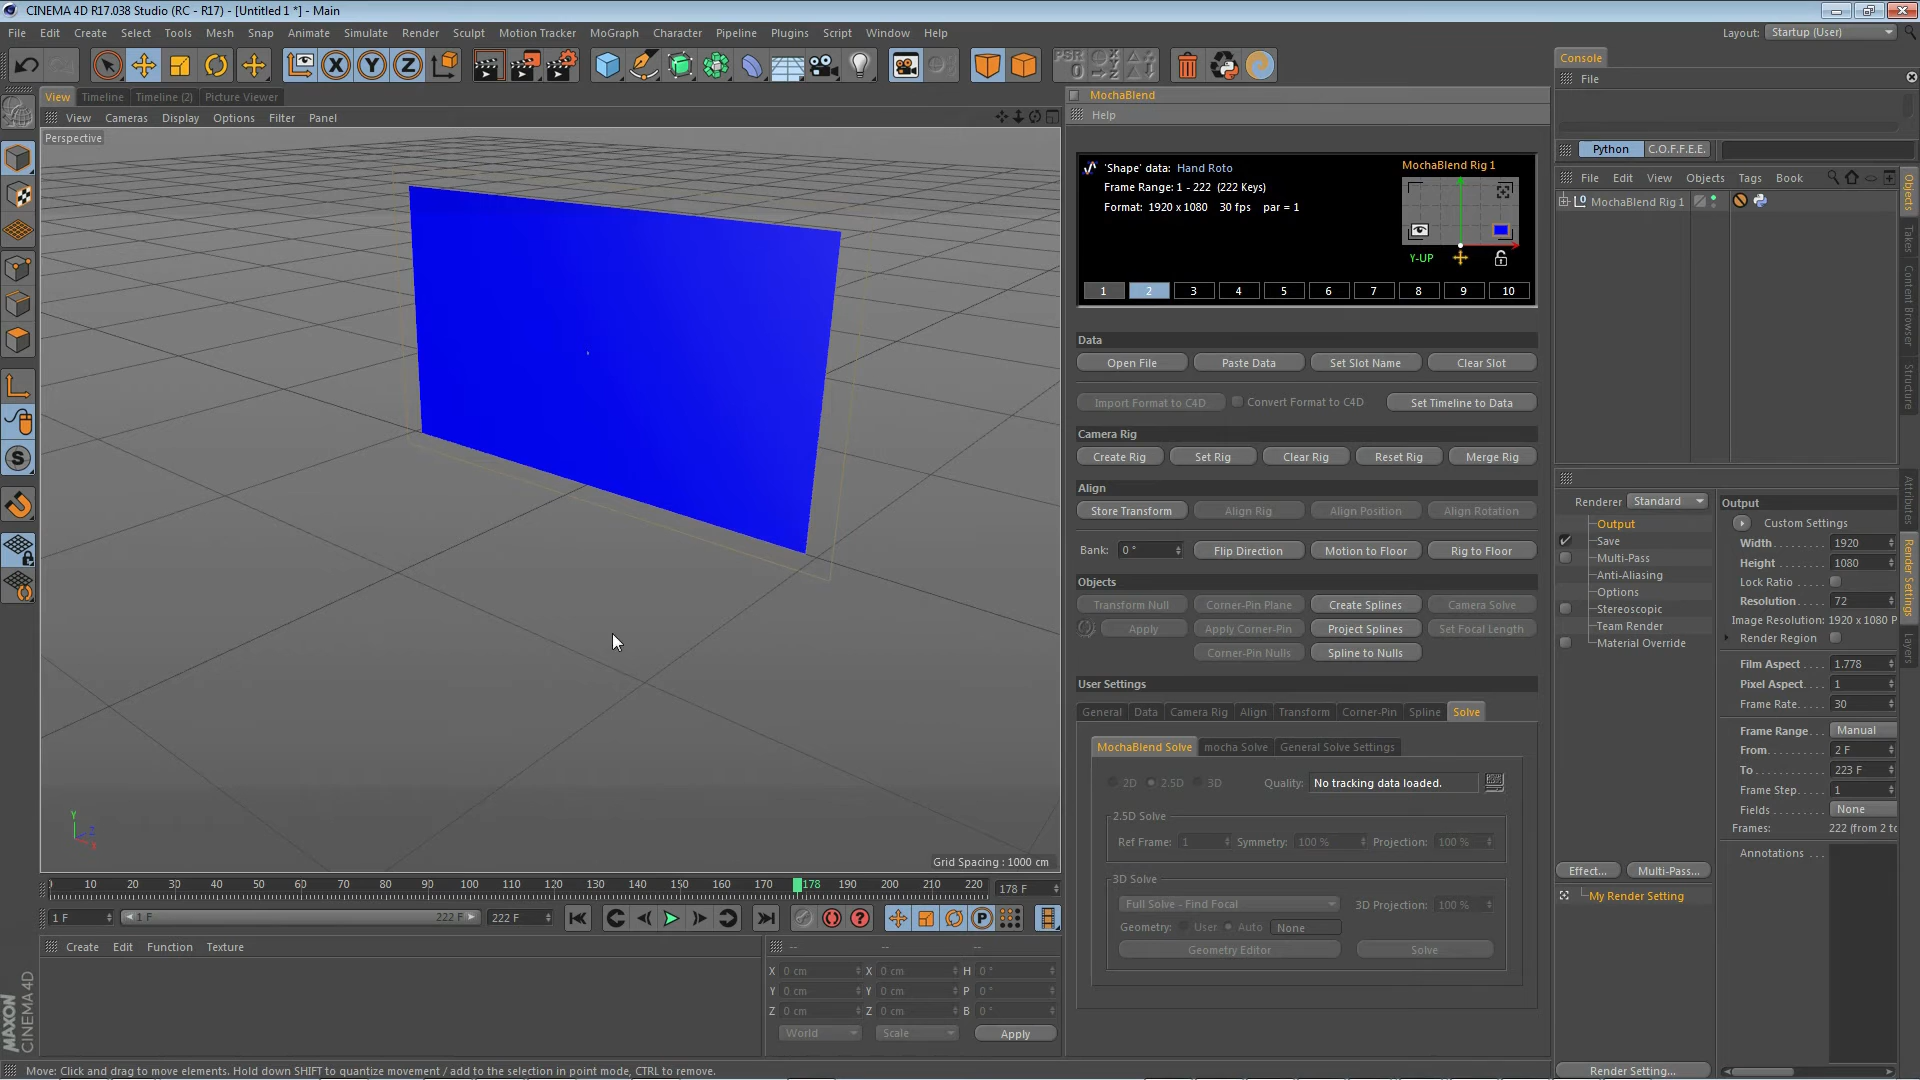 CINEMA 4D R17.038 Studio (RC - R17) - [Untitled 1 *] - Main
File Edit Create Select Tools Mesh Snap Animate Simulate Render Sculpt Motion Tracker MoGraph Character Pipeline Plugins Script Window Help
Layout: Startup (User)
Console
File
Python C.O.F.F.E.E.
View Timeline Timeline (2) Picture Viewer
View Cameras Display Options Filter Panel
Perspective
Grid Spacing : 1000 cm
MochaBlend
Help
'Shape' data: Hand Roto
Frame Range: 1 - 222 (222 Keys)
Format: 1920 x 1080 30 fps par = 1
MochaBlend Rig 1
Y-UP
1 2 3 4 5 6 7 8 9 10
Data
Open File Paste Data Set Slot Name Clear Slot
Import Format to C4D Convert Format to C4D Set Timeline to Data
Camera Rig
Create Rig Set Rig Clear Rig Reset Rig Merge Rig
Align
Store Transform Align Rig Align Position Align Rotation
Bank: 0 ° Flip Direction Motion to Floor Rig to Floor
Objects
Transform Null Corner-Pin Plane Create Splines Camera Solve
Apply Apply Corner-Pin Project Splines Set Focal Length
Corner-Pin Nulls Spline to Nulls
User Settings
General Data Camera Rig Align Transform Corner-Pin Spline Solve
MochaBlend Solve mocha Solve General Solve Settings
2D 2.5D 3D Quality: No tracking data loaded.
2.5D Solve
Ref Frame: 1 Symmetry: 100 % Projection: 100 %
3D Solve
Full Solve - Find Focal 3D Projection: 100 %
Geometry: User Auto None
Geometry Editor Solve
File Edit View Objects Tags Book
MochaBlend Rig 1
Objects
Takes
Content Browser
Structure
Attributes
Render Settings
Layers
Renderer Standard
Output
Save
Multi-Pass
Anti-Aliasing
Options
Stereoscopic
Team Render
Material Override
Effect... Multi-Pass...
My Render Setting
Render Setting...
Output
Custom Settings
Width 1920
Height 1080
Lock Ratio
Resolution 72
Image Resolution: 1920 x 1080 P
Render Region
Film Aspect 1.778
Pixel Aspect 1
Frame Rate 30
Frame Range Manual
From 2 F
To 223 F
Frame Step 1
Fields None
Frames: 222 (from 2 to
Annotations
10 20 30 40 50 60 70 80 90 100 110 120 130 140 150 160 170 178 190 200 210 220 178 F
1 F 1 F 222 F 222 F
Create Edit Function Texture
-- -- --
X 0 cm X 0 cm H 0 °
Y 0 cm Y 0 cm P 0 °
Z 0 cm Z 0 cm B 0 °
World Scale Apply
MAXON
CINEMA 4D
Move: Click and drag to move elements. Hold down SHIFT to quantize movement / add to the selection in point mode, CTRL to remove.